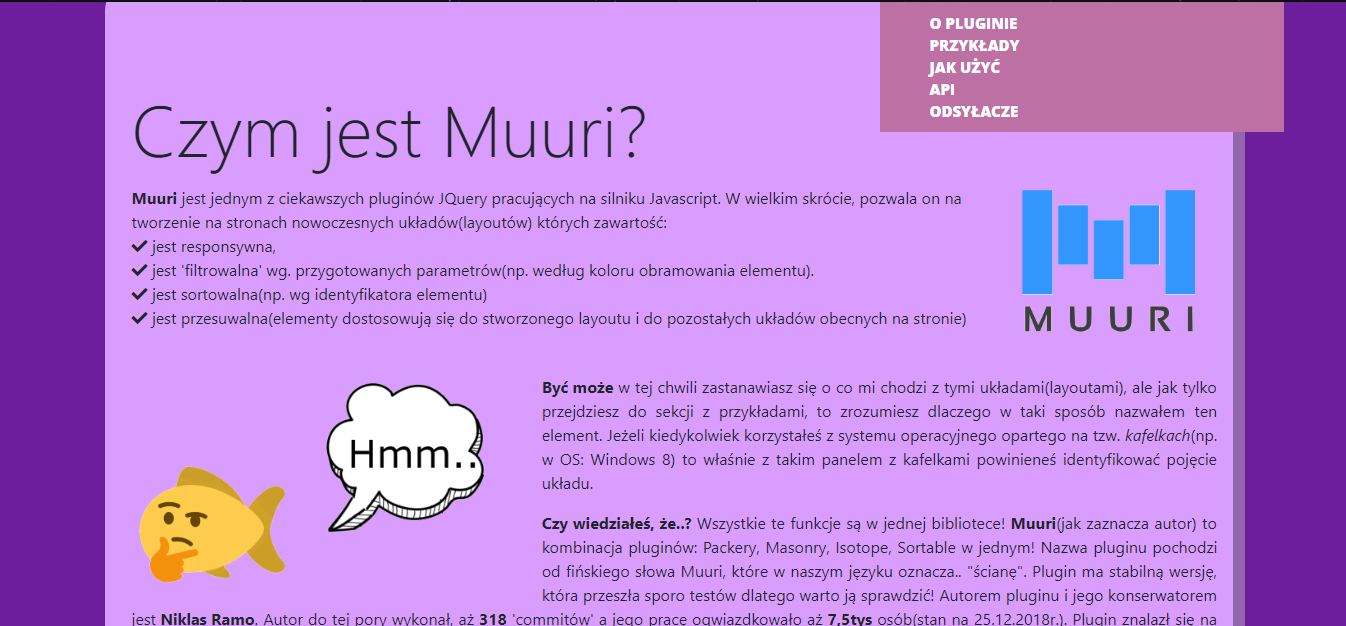 O PLUGINIE
PRZYKŁADY
JAK UŻYĆ
API
ODSYŁACZE
Czym jest Muuri?
Muuri jest jednym z ciekawszych pluginów JQuery pracujących na silniku Javascript. W wielkim skrócie, pozwala on na
tworzenie na stronach nowoczesnych układów(layoutów) których zawartość:
✔ jest responsywna,
✔ jest 'filtrowalna' wg. przygotowanych parametrów(np. według koloru obramowania elementu).
✔ jest sortowalna(np. wg identyfikatora elementu)
✔ jest przesuwalna(elementy dostosowują się do stworzonego layoutu i do pozostałych układów obecnych na stronie)
MUURI
Hmm..
Być może w tej chwili zastanawiasz się o co mi chodzi z tymi układami(layoutami), ale jak tylko
przejdziesz do sekcji z przykładami, to zrozumiesz dlaczego w taki sposób nazwałem ten
element. Jeżeli kiedykolwiek korzystałeś z systemu operacyjnego opartego na tzw. kafelkach(np.
w OS: Windows 8) to właśnie z takim panelem z kafelkami powinieneś identyfikować pojęcie
układu.
Czy wiedziałeś, że..? Wszystkie te funkcje są w jednej bibliotece! Muuri(jak zaznacza autor) to
kombinacja pluginów: Packery, Masonry, Isotope, Sortable w jednym! Nazwa pluginu pochodzi
od fińskiego słowa Muuri, które w naszym języku oznacza.. "ścianę". Plugin ma stabilną wersję,
która przeszła sporo testów dlatego warto ją sprawdzić! Autorem pluginu i jego konserwatorem
jest Niklas Ramo. Autor do tej pory wykonał, aż 318 'commitów' a jego pracę ogwiazdkowało aż 7,5tys osób(stan na 25.12.2018r.). Plugin znalazł się na